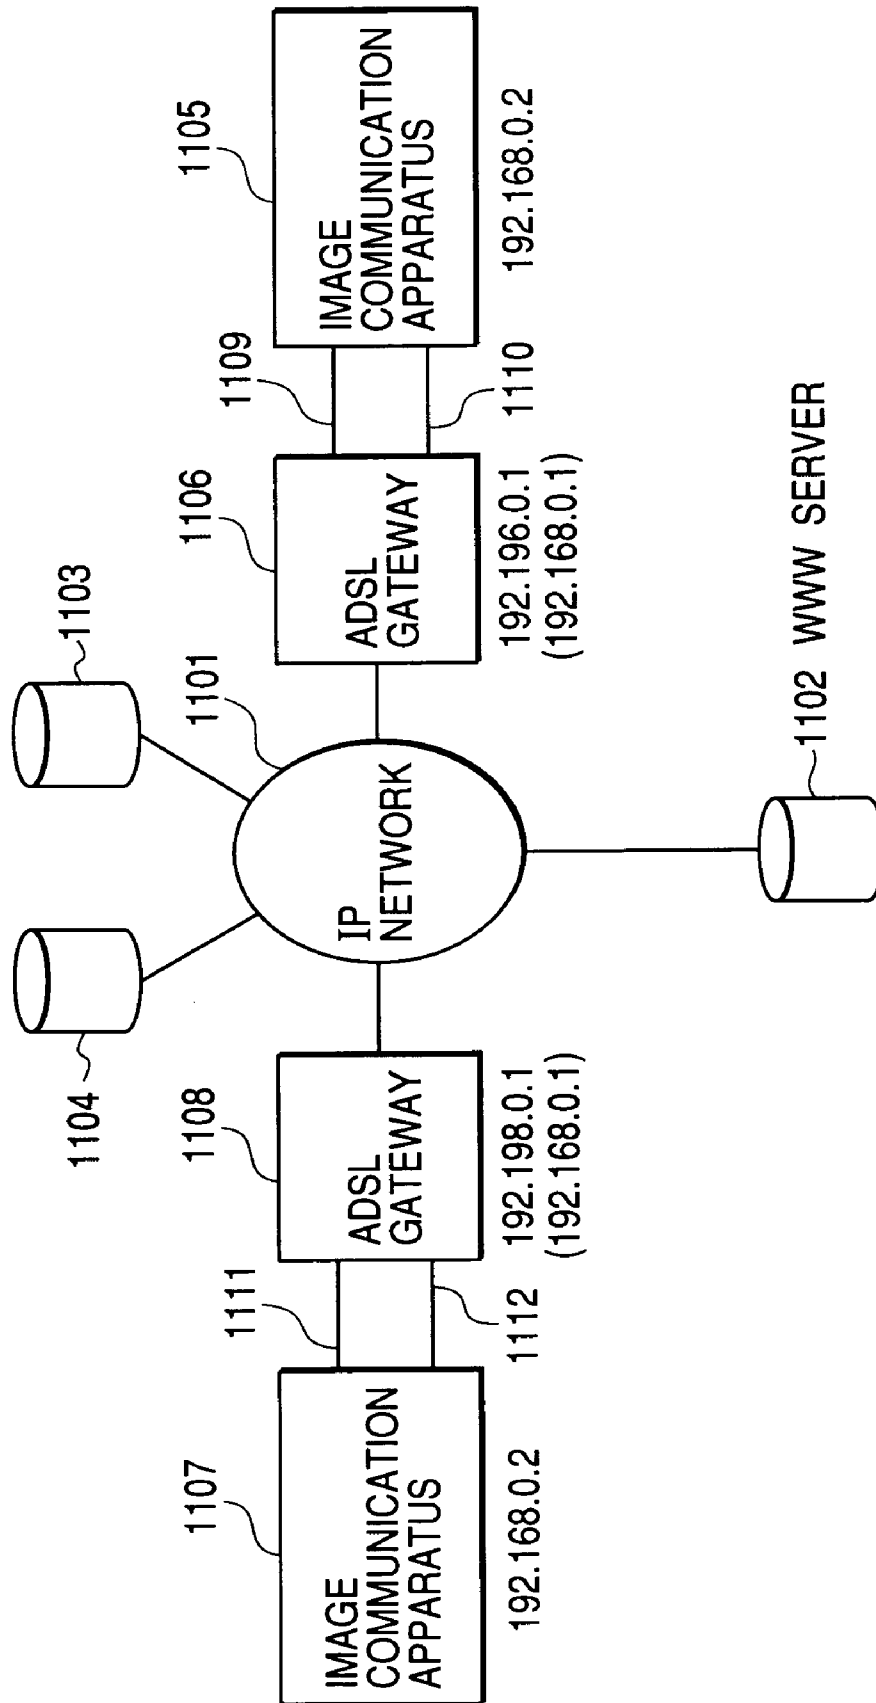 1104
1103
1107
IMAGE
COMMUNICATION
APPARATUS
192.168.0.2
1111
1112
1108
ADSL
GATEWAY
192.198.0.1
(192.168.0.1)
1101
IP
NETWORK
1106
ADSL
GATEWAY
192.196.0.1
(192.168.0.1)
1109
1110
1105
IMAGE
COMMUNICATION
APPARATUS
192.168.0.2
1102 WWW SERVER